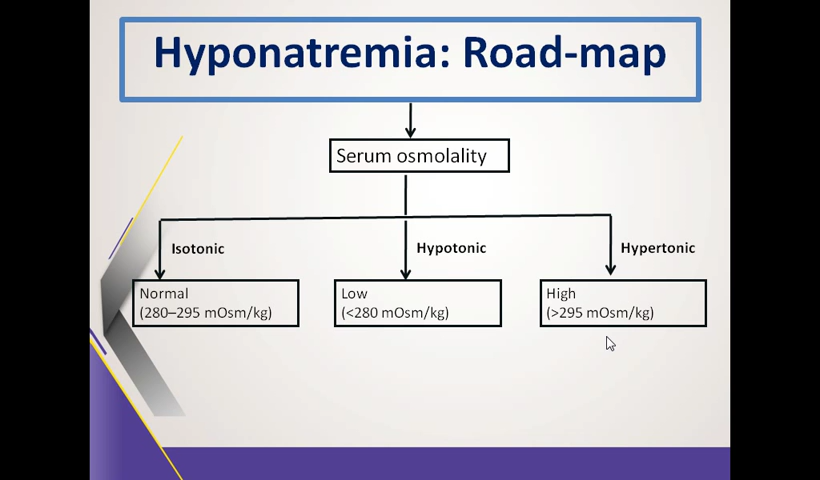 Hyponatremia: Road-map
Serum osmolality
Isotonic
Hypotonic
Hypertonic
Normal
(280–295 mOsm/kg)
Low
(<280 mOsm/kg)
High
(>295 mOsm/kg)